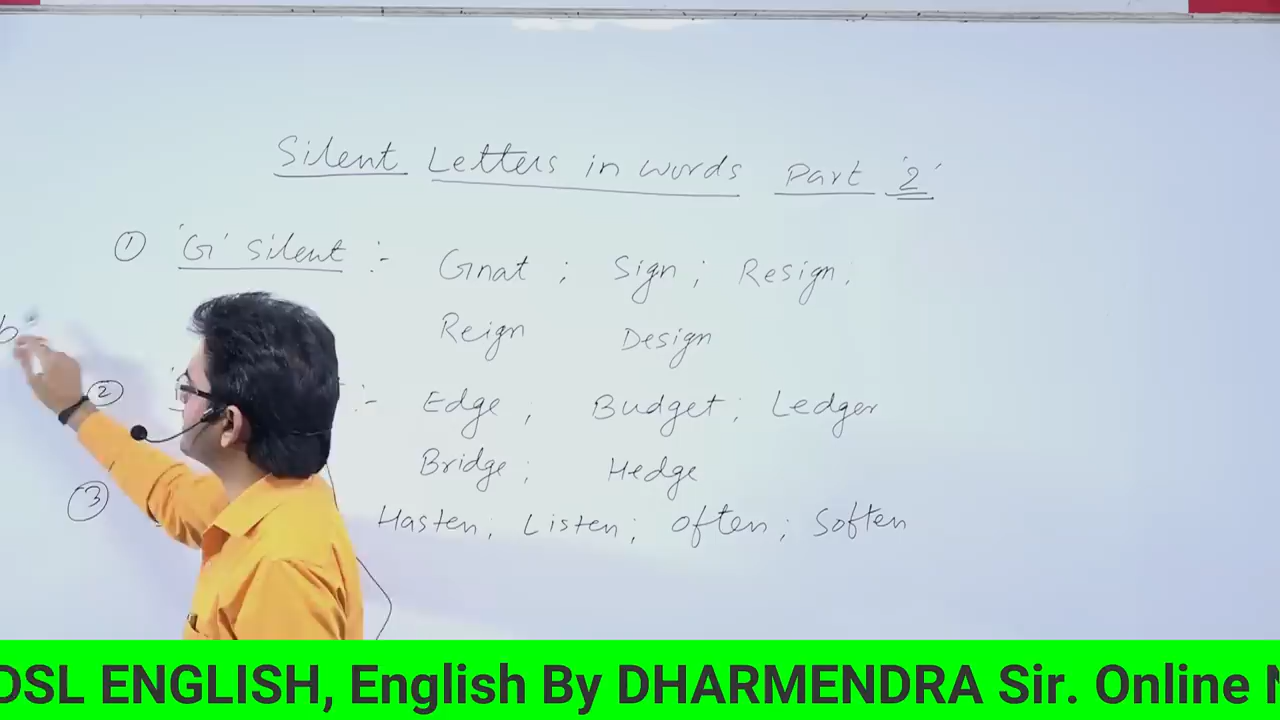 Silent Letters in words Part '2'
① 'G' Silent :- Gnat ; Sign ; Resign ;
Reign Design
② :- Edge ; Budget ; Ledger
Bridge ; Hedge
③ Hasten ; Listen ; often ; Soften
b
DSL ENGLISH, English By DHARMENDRA Sir. Online N